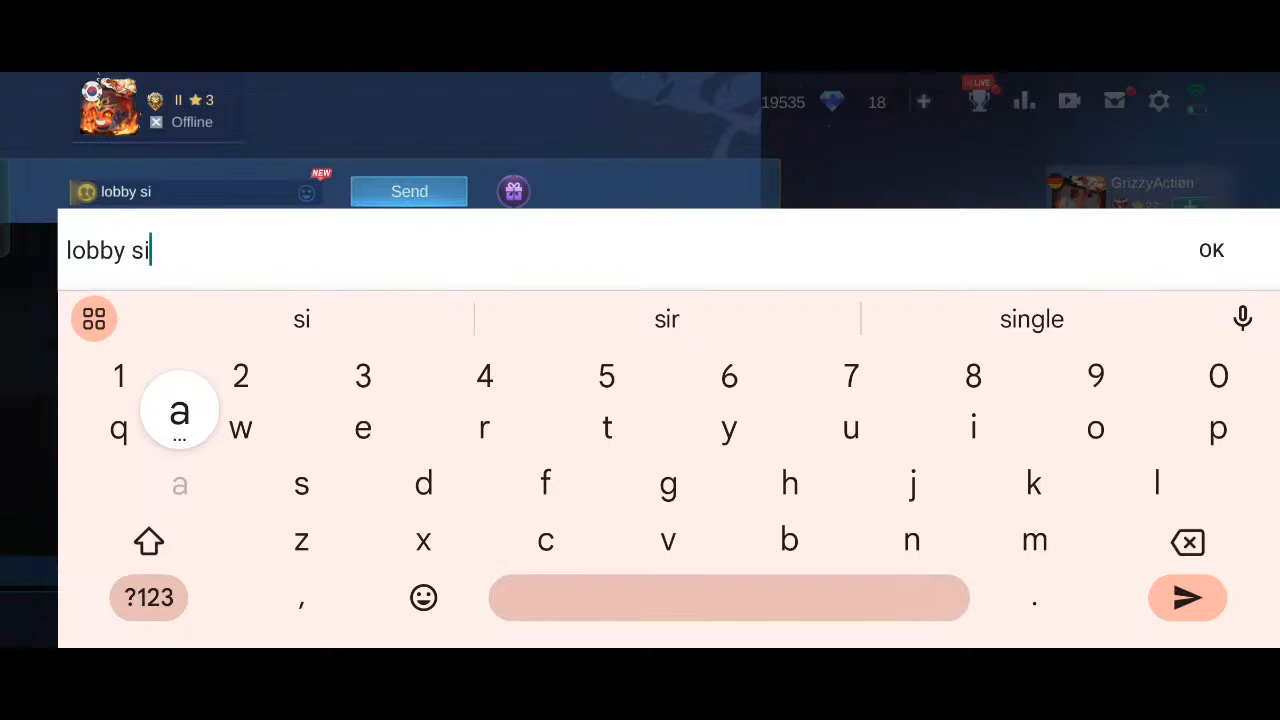 LIVE
II ★ 3
19535
18
Offline
NEW
lobby si
Send
GrizzyAction
22
lobby si
OK
si
sir
single
1 2 3 4 5 6 7 8 9 0
a
...
q w e r t y u i o p
a s d f g h j k l
z x c v b n m
?123 , .